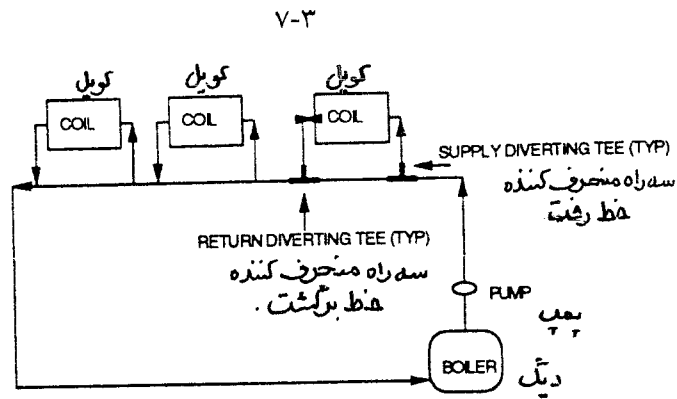 ۷-۳
کویل
کویل
کویل
COIL
COIL
COIL
SUPPLY DIVERTING TEE (TYP)
سه راه منحرف کننده
خط رفت
RETURN DIVERTING TEE (TYP)
سه راه منحرف کننده
خط برگشت .
PUMP
پمپ
BOILER
دیگ